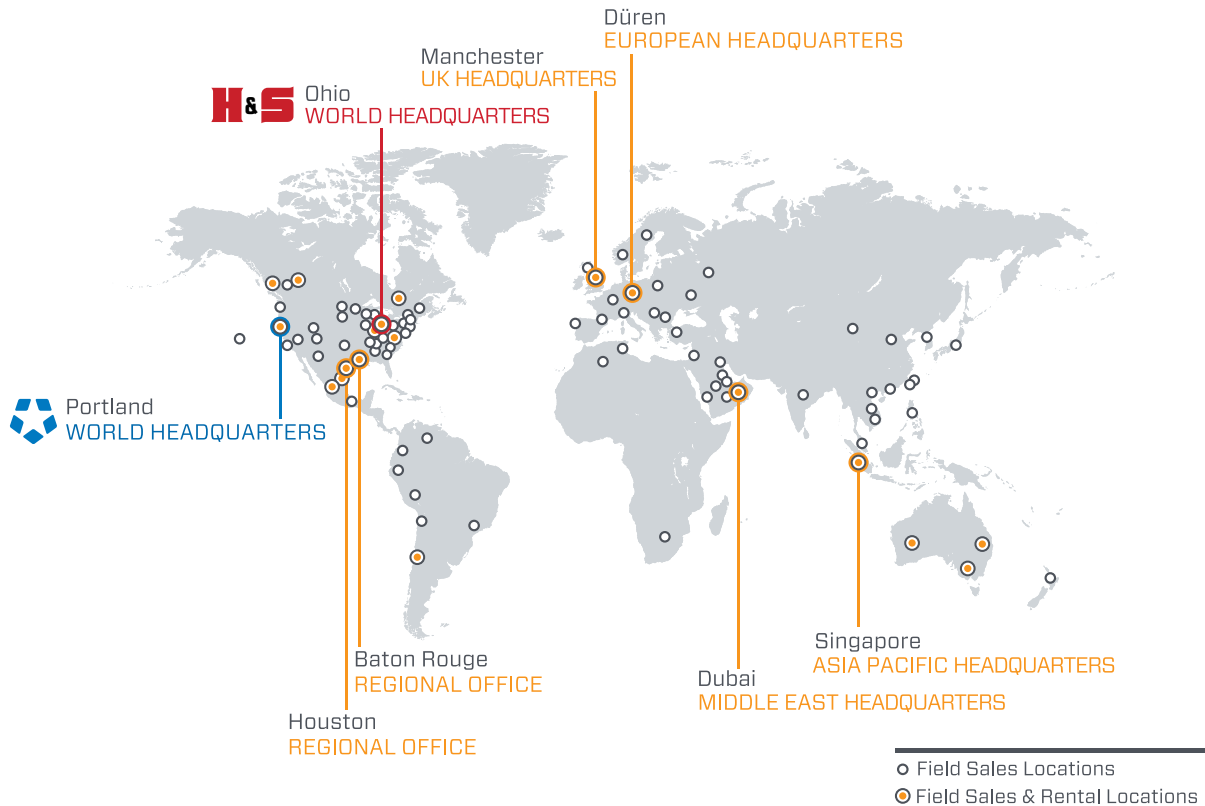 Düren
EUROPEAN HEADQUARTERS
Manchester
UK HEADQUARTERS
H&S
Ohio
WORLD HEADQUARTERS
Portland
WORLD HEADQUARTERS
Baton Rouge
REGIONAL OFFICE
Houston
REGIONAL OFFICE
Singapore
ASIA PACIFIC HEADQUARTERS
Dubai
MIDDLE EAST HEADQUARTERS
Field Sales Locations
Field Sales & Rental Locations